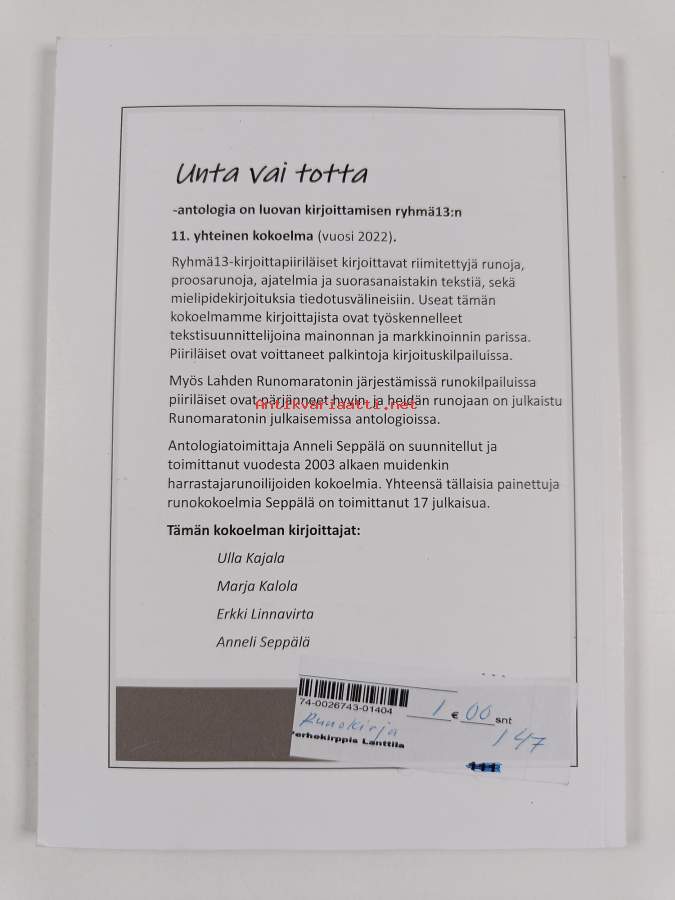 Unta vai totta
-antologia on luovan kirjoittamisen ryhmä13:n
11. yhteinen kokoelma (vuosi 2022).
Ryhmä13-kirjoittapiiriläiset kirjoittavat riimitettyjä runoja,
proosarunoja, ajatelmia ja suorasanaistakin tekstiä, sekä
mielipidekirjoituksia tiedotusvälineisiin. Useat tämän
kokoelmamme kirjoittajista ovat työskennelleet
tekstisuunnittelijoina mainonnan ja markkinoinnin parissa.
Piiriläiset ovat voittaneet palkintoja kirjoituskilpailuissa.
Myös Lahden Runomaratonin järjestämissä runokilpailuissa
piiriläiset ovat pärjänneet hyvin, ja heidän runojaan on julkaistu
Antikvariaatti.net
Runomaratonin julkaisemissa antologioissa.
Antologiatoimittaja Anneli Seppälä on suunnitellut ja
toimittanut vuodesta 2003 alkaen muidenkin
harrastajarunoilijoiden kokoelmia. Yhteensä tällaisia painettuja
runokokoelmia Seppälä on toimittanut 17 julkaisua.
Tämän kokoelman kirjoittajat:
Ulla Kajala
Marja Kalola
Erkki Linnavirta
Anneli Seppälä
74-0026743-01404
1 € 00 snt
Runokirja
147
Perhekirppis Lanttila